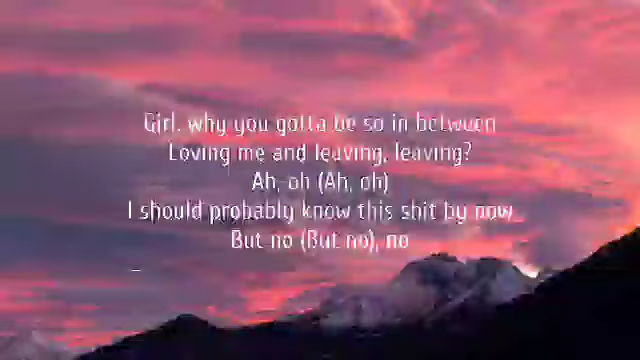 Girl, why you gotta be so in between
Loving me and leaving, leaving?
Ah, oh (Ah, oh)
I should probably know this shit by now
But no (But no), no